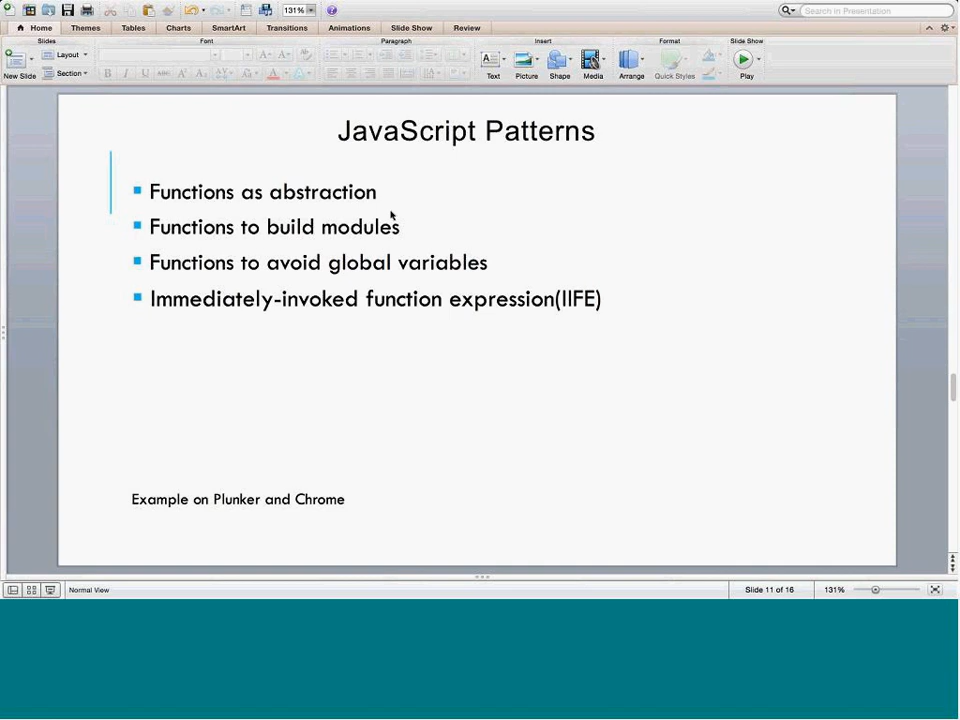 131%
Search in Presentation
Home Themes Tables Charts SmartArt Transitions Animations Slide Show Review
Slides Font Paragraph Insert Format Slide Show
New Slide Layout Section
B I U ABC
Text Picture Shape Media Arrange Quick Styles Play
JavaScript Patterns
Functions as abstraction
Functions to build modules
Functions to avoid global variables
Immediately-invoked function expression(IIFE)
Example on Plunker and Chrome
Normal View Slide 11 of 16 131%